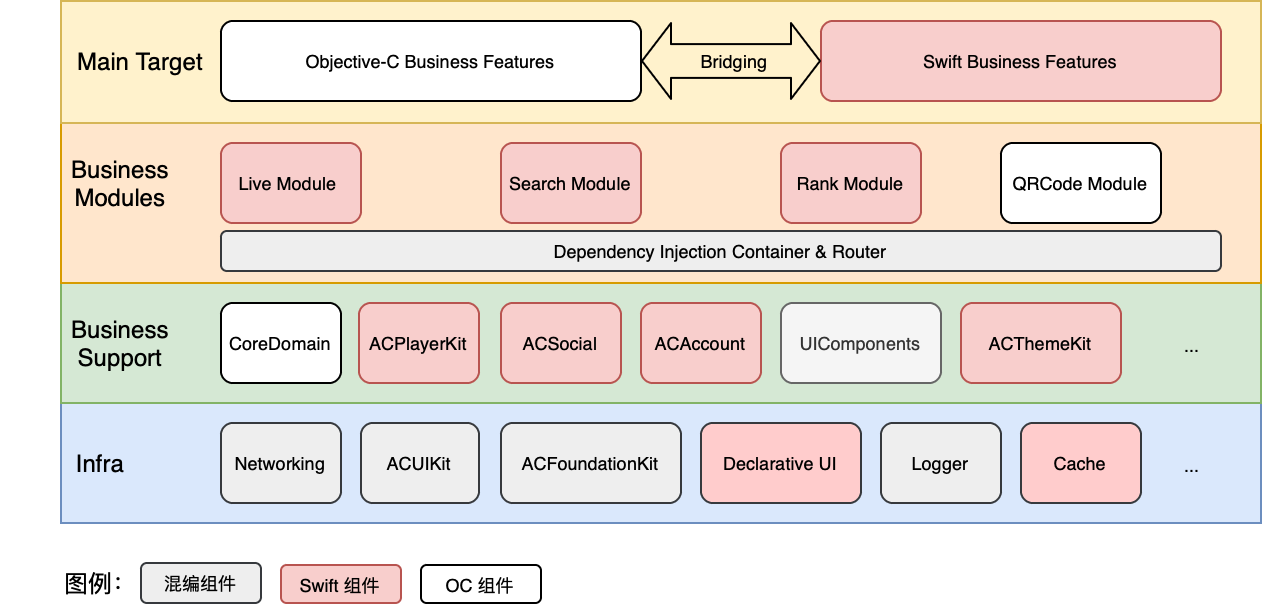 Main Target
Objective-C Business Features
Bridging
Swift Business Features
Business
Modules
Live Module
Search Module
Rank Module
QRCode Module
Dependency Injection Container & Router
Business
Support
CoreDomain
ACPlayerKit
ACSocial
ACAccount
UIComponents
ACThemeKit
...
Infra
Networking
ACUIKit
ACFoundationKit
Declarative UI
Logger
Cache
...
图例：
混编组件
Swift 组件
OC 组件